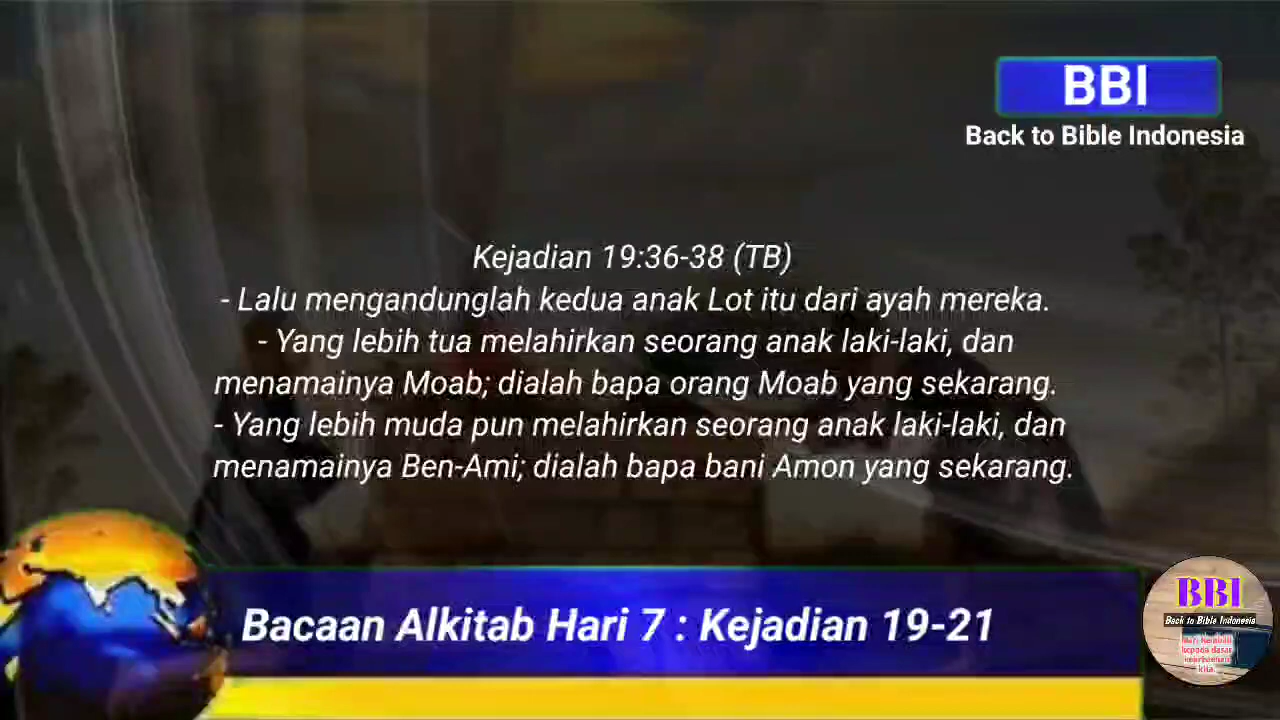 BBI
Back to Bible Indonesia
Kejadian 19:36-38 (TB)
- Lalu mengandunglah kedua anak Lot itu dari ayah mereka.
- Yang lebih tua melahirkan seorang anak laki-laki, dan
menamainya Moab; dialah bapa orang Moab yang sekarang.
- Yang lebih muda pun melahirkan seorang anak laki-laki, dan
menamainya Ben-Ami; dialah bapa bani Amon yang sekarang.
Bacaan Alkitab Hari 7 : Kejadian 19-21
BBI
Back to Bible Indonesia
kepada dasar
kita.